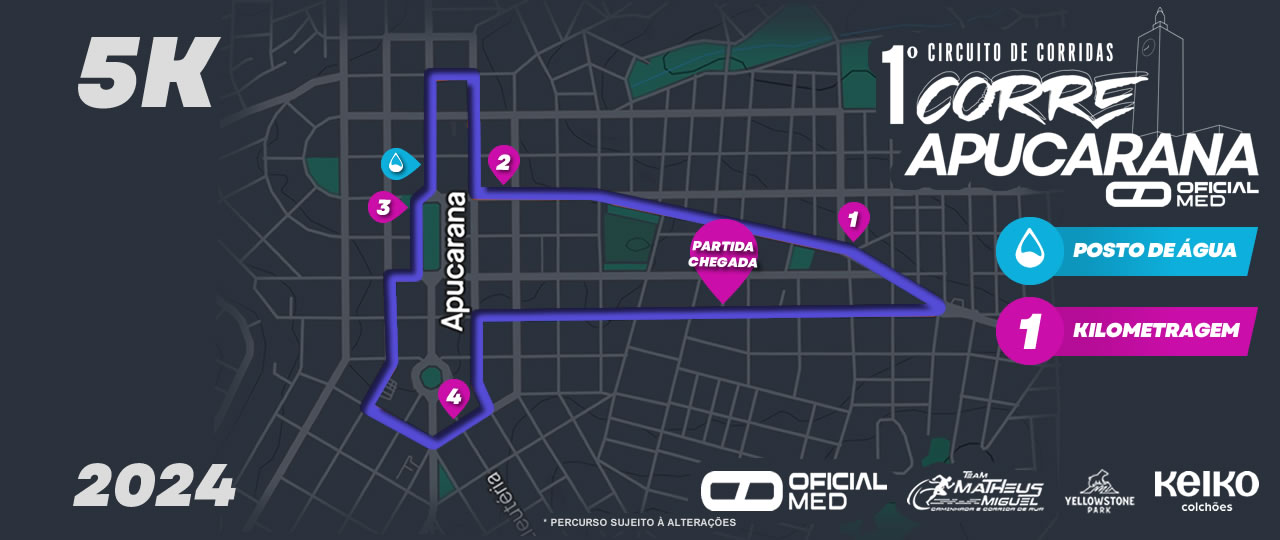 5K
1º CIRCUITO DE CORRIDAS
CORRE
APUCARANA
OFICIAL
MED
2
3
1
PARTIDA
CHEGADA
Apucarana
4
POSTO DE ÁGUA
1 KILOMETRAGEM
2024
OFICIAL
MED
TEAM
MATHEUS
MIGUEL
CAMINHADA E CORRIDA DE RUA
YELLOWSTONE
PARK
KEIKO
colchões
* PERCURSO SUJEITO À ALTERAÇÕES